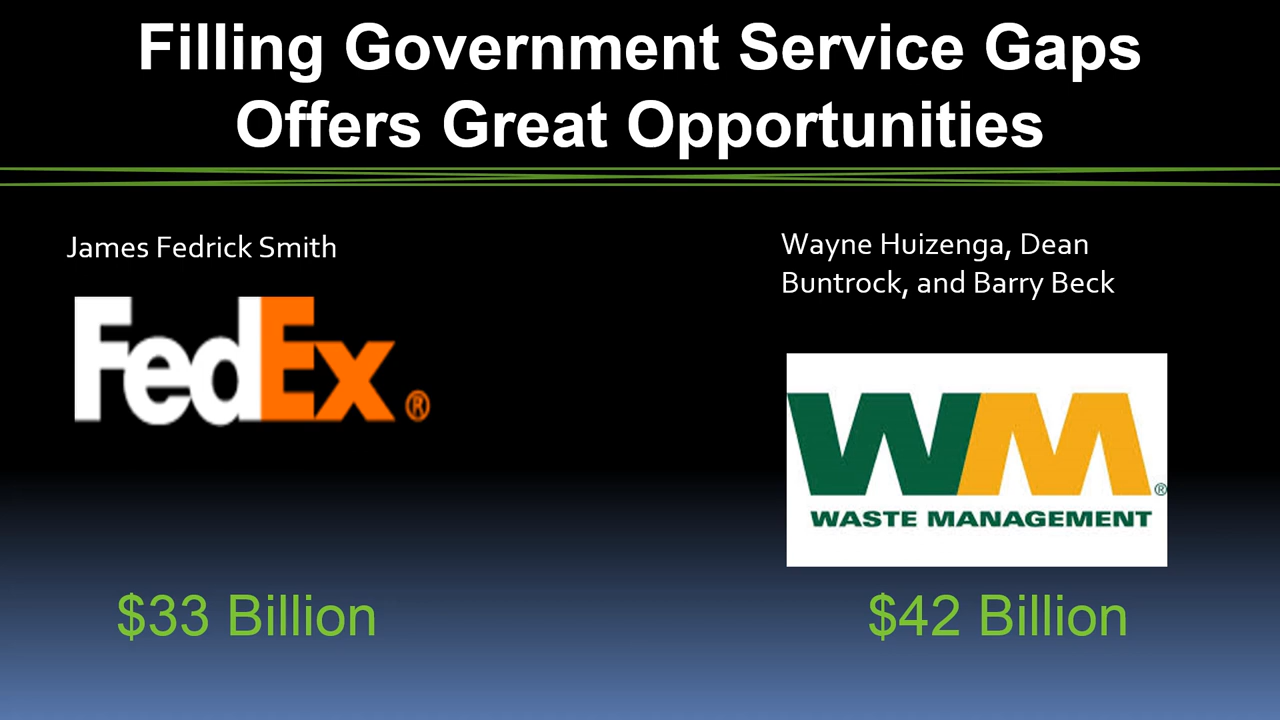 Filling Government Service Gaps
Offers Great Opportunities
James Fedrick Smith
FedEx®
Wayne Huizenga, Dean
Buntrock, and Barry Beck
WM®
WASTE MANAGEMENT
$33 Billion
$42 Billion